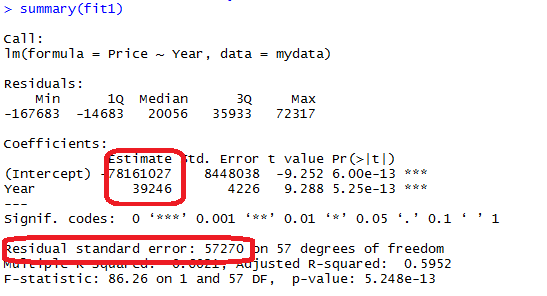 > summary(fit1)
Call:
lm(formula = Price ~ Year, data = mydata)
Residuals:
Min 1Q Median 3Q Max
-167683 -14683 20056 35933 72317
Coefficients:
Estimate Std. Error t value Pr(>|t|)
(Intercept) -78161027 8448038 -9.252 6.00e-13 ***
Year 39246 4226 9.288 5.25e-13 ***
---
Signif. codes: 0 ‘***’ 0.001 ‘**’ 0.01 ‘*’ 0.05 ‘.’ 0.1 ‘ ’ 1
Residual standard error: 57270 on 57 degrees of freedom
Multiple R-squared: 0.6021, Adjusted R-squared: 0.5952
F-statistic: 86.26 on 1 and 57 DF, p-value: 5.248e-13